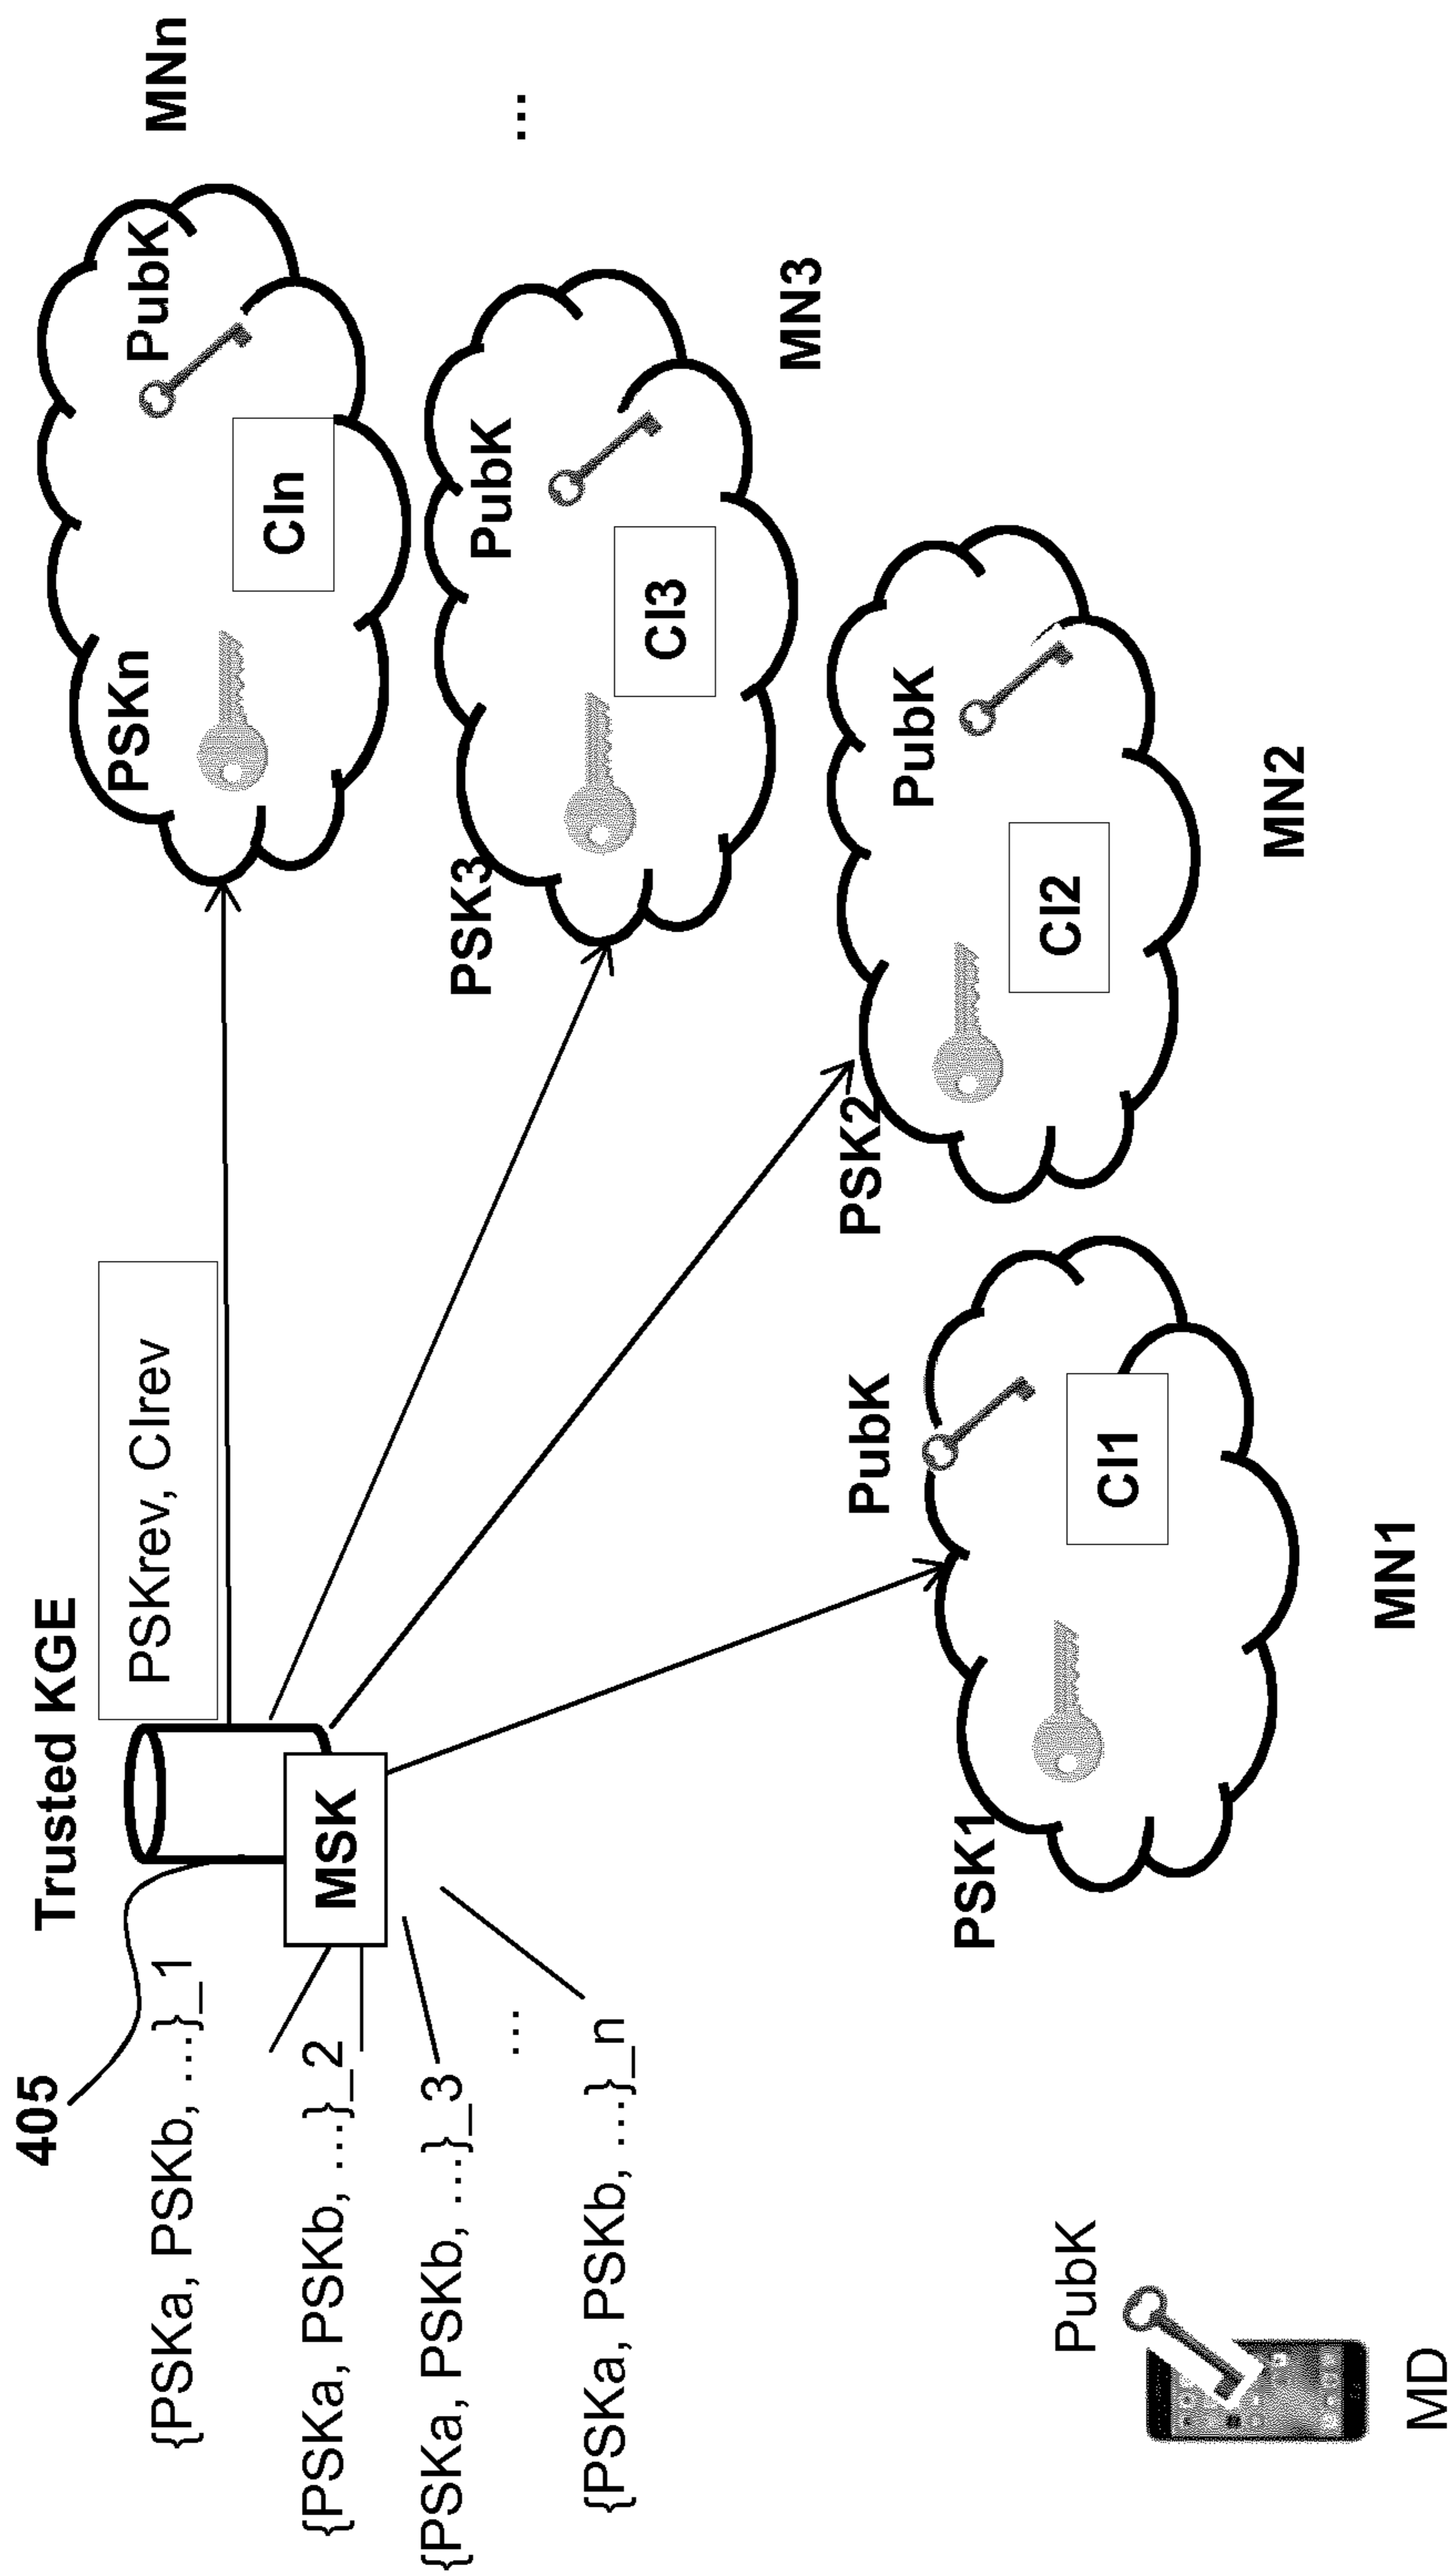 405
Trusted KGE
PSKrev, CIrev
MSK
{PSKa, PSKb, ...}_1
{PSKa, PSKb, ...}_2
{PSKa, PSKb, ...}_3
...
{PSKa, PSKb, ...}_n
PSKn
PubK
CIn
MNn
...
PSK3
PubK
CI3
MN3
PSK2
PubK
CI2
MN2
PSK1
PubK
CI1
MN1
PubK
MD